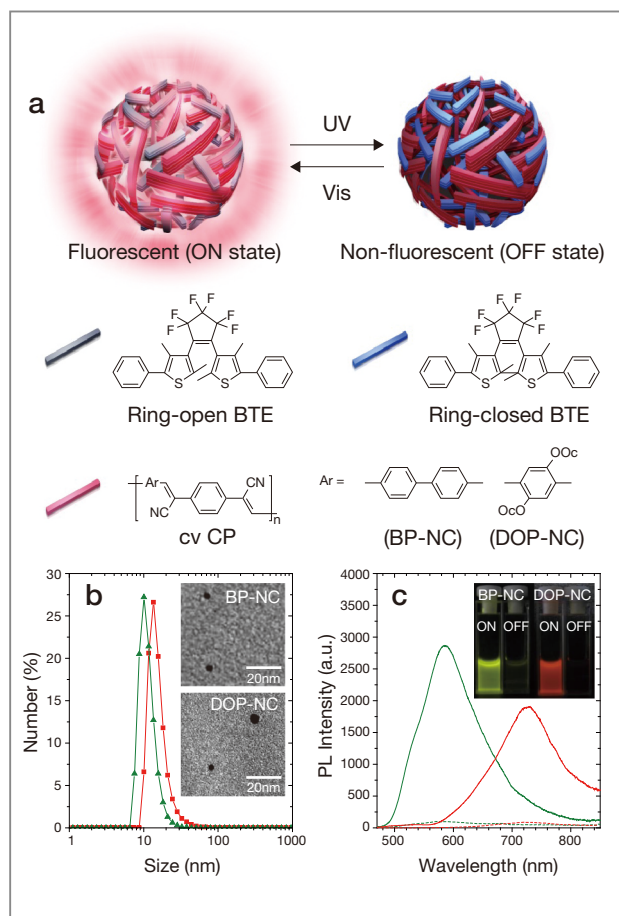 a
UV
Vis
Fluorescent (ON state)
Non-fluorescent (OFF state)
F F F F F F
S S
Ring-open BTE
F F F F F F
S S
Ring-closed BTE
Ar
CN
NC
n
cv CP
Ar =
(BP-NC)
OOc
OcO
(DOP-NC)
b
Number (%)
30
25
20
15
10
5
0
1 10 100 1000
Size (nm)
BP-NC
20nm
DOP-NC
20nm
c
PL Intensity (a.u.)
4000
3500
3000
2500
2000
1500
1000
500
0
500 600 700 800
Wavelength (nm)
BP-NC DOP-NC
ON OFF ON OFF